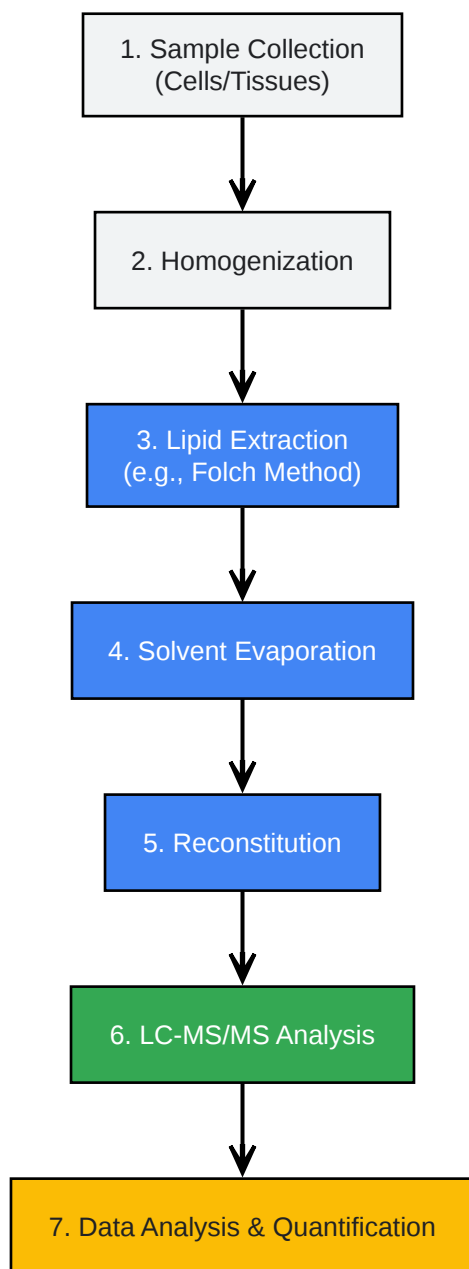 1. Sample Collection
(Cells/Tissues)
2. Homogenization
3. Lipid Extraction
(e.g., Folch Method)
4. Solvent Evaporation
5. Reconstitution
6. LC-MS/MS Analysis
7. Data Analysis & Quantification